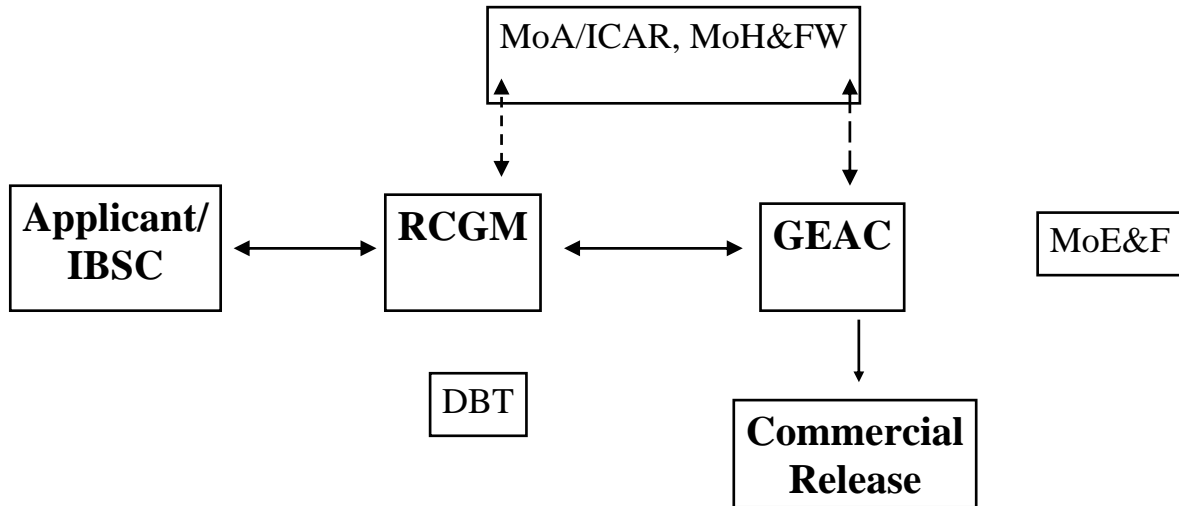 MoA/ICAR, MoH&FW
Applicant/
IBSC
RCGM
GEAC
MoE&F
DBT
Commercial
Release